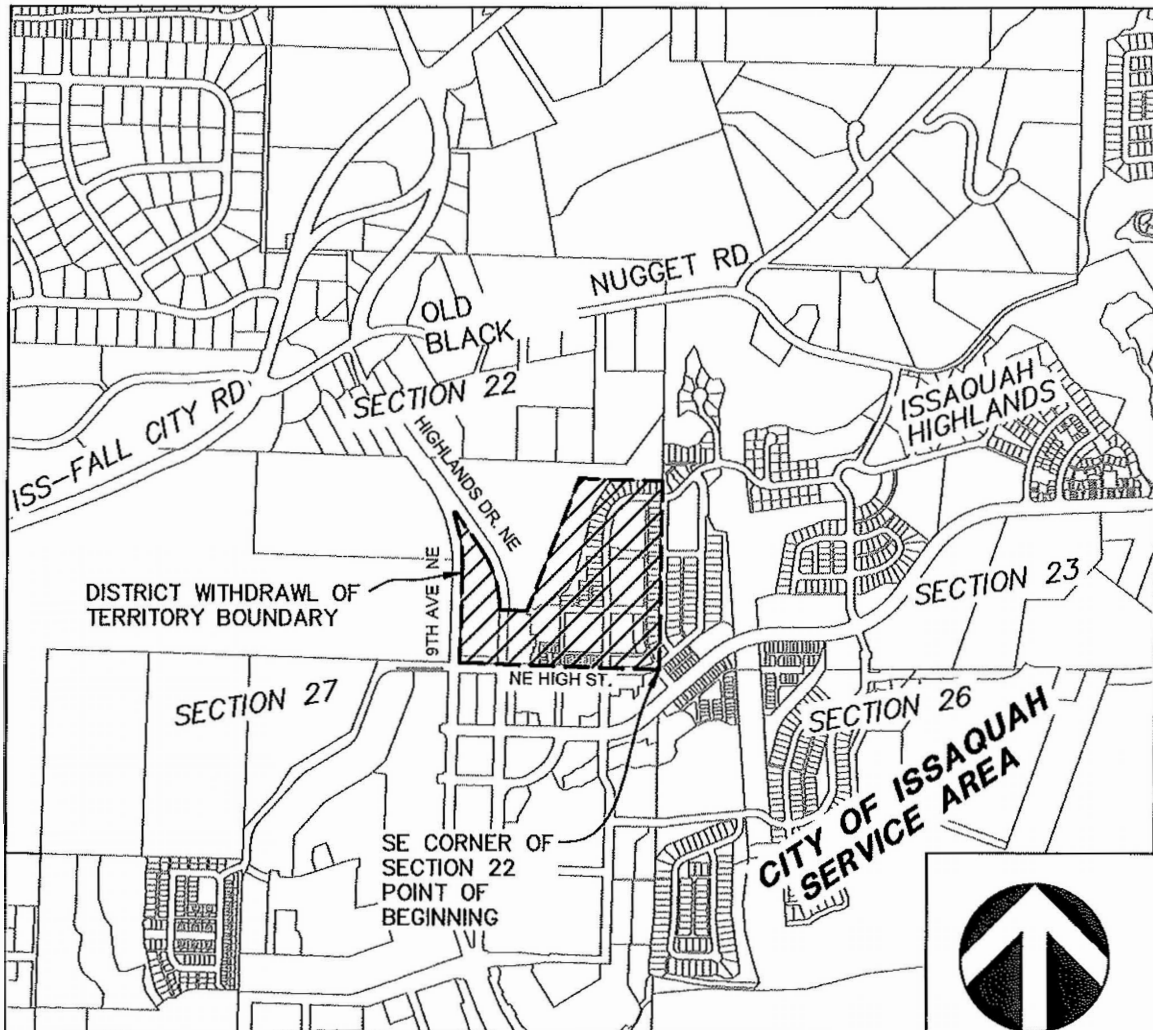 NUGGET RD
OLD
BLACK
ISSAQUAH
HIGHLANDS
SECTION 22
ISS-FALL CITY RD
HIGHLANDS DR. NE
DISTRICT WITHDRAWL OF
TERRITORY BOUNDARY
9TH AVE NE
SECTION 23
NE HIGH ST.
SECTION 27
SECTION 26
CITY OF ISSAQUAH
SERVICE AREA
SE CORNER OF
SECTION 22
POINT OF
BEGINNING